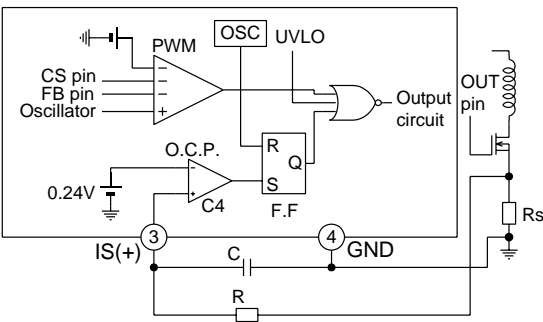 OSC
UVLO
PWM
CS pin
FB pin
Oscillator
OUT
pin
Output
circuit
O.C.P.
R
Q
S
0.24V
C4
F.F
Rs
3
4
IS(+)
GND
C
R